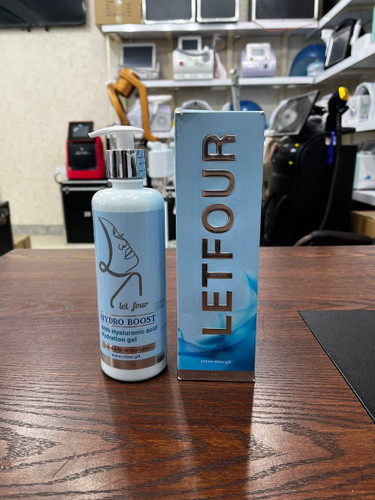 let four
HYDRO BOOST
With Hyaluronic acid
Hydration gel
LETFOUR